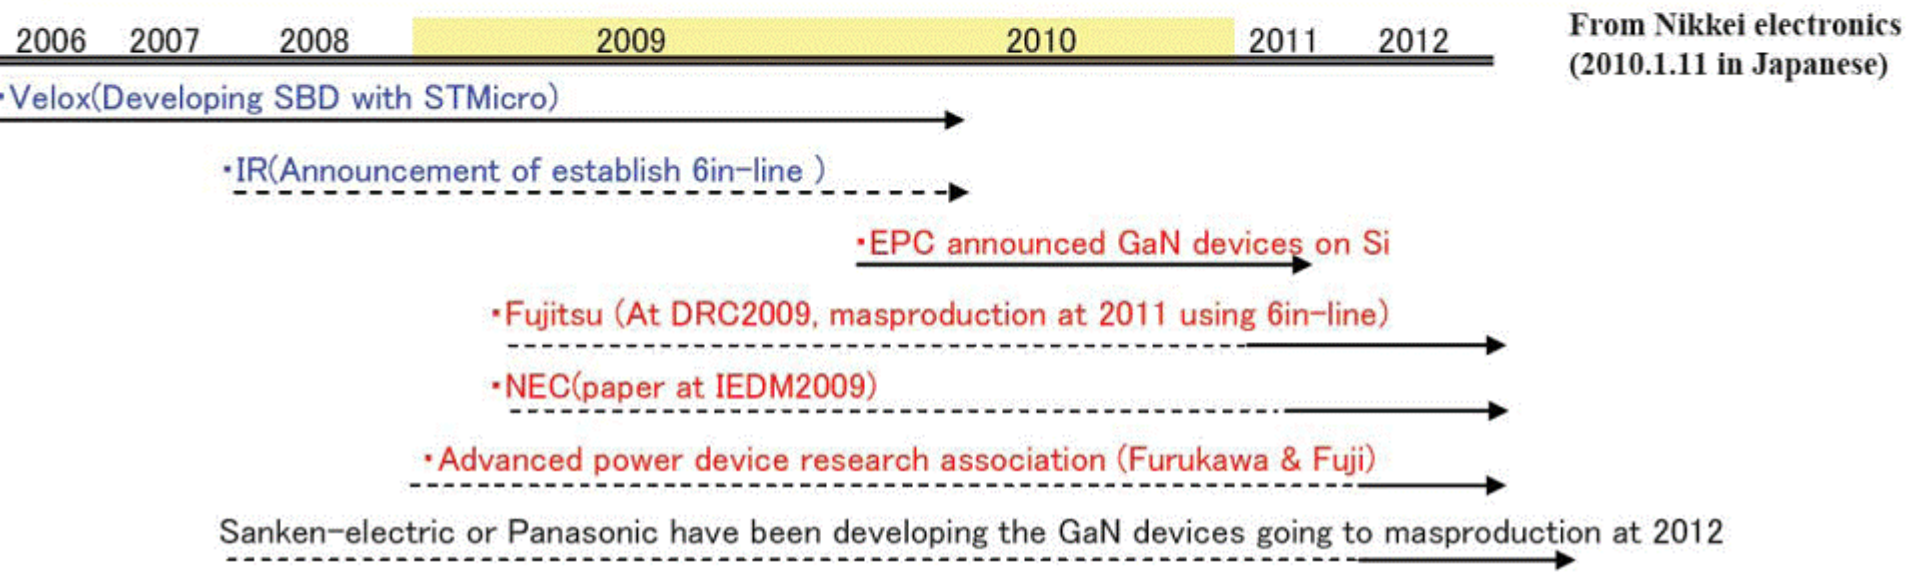 2006 2007 2008 2009 2010 2011 2012
From Nikkei electronics
(2010.1.11 in Japanese)
・Velox(Developing SBD with STMicro)
・IR(Announcement of establish 6in-line )
・EPC announced GaN devices on Si
・Fujitsu (At DRC2009, masproduction at 2011 using 6in-line)
・NEC(paper at IEDM2009)
・Advanced power device research association (Furukawa & Fuji)
Sanken-electric or Panasonic have been developing the GaN devices going to masproduction at 2012